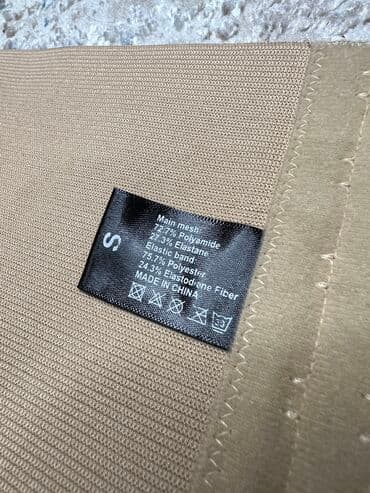 Main mesh:
72.7% Polyamide
27.3% Elastane
Elastic band
75.7% Polyester
24.3% Elastodiene Fiber
MADE IN CHINA
S